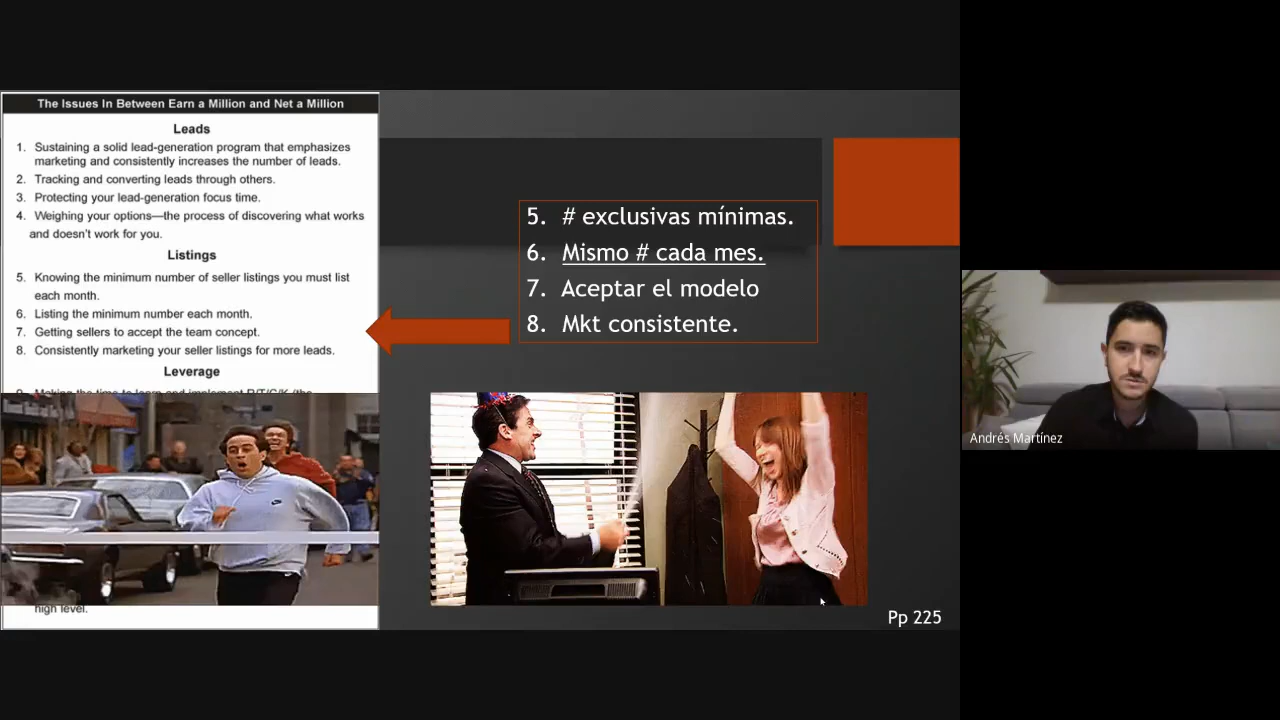 The Issues In Between Earn a Million and Net a Million
Leads
1. Sustaining a solid lead-generation program that emphasizes
marketing and consistently increases the number of leads.
2. Tracking and converting leads through others.
3. Protecting your lead-generation focus time.
4. Weighing your options—the process of discovering what works
and doesn't work for you.
Listings
5. Knowing the minimum number of seller listings you must list
each month.
6. Listing the minimum number each month.
7. Getting sellers to accept the team concept.
8. Consistently marketing your seller listings for more leads.
Leverage
high level.
5. # exclusivas mínimas.
6. Mismo # cada mes.
7. Aceptar el modelo
8. Mkt consistente.
Pp 225
Andrés Martínez